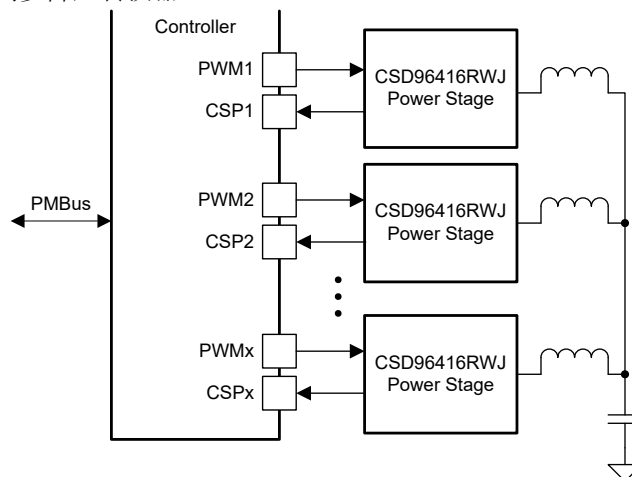 Controller
PWM1
CSP1
CSD96416RWJ
Power Stage
PMBus
PWM2
CSP2
CSD96416RWJ
Power Stage
PWMx
CSPx
CSD96416RWJ
Power Stage